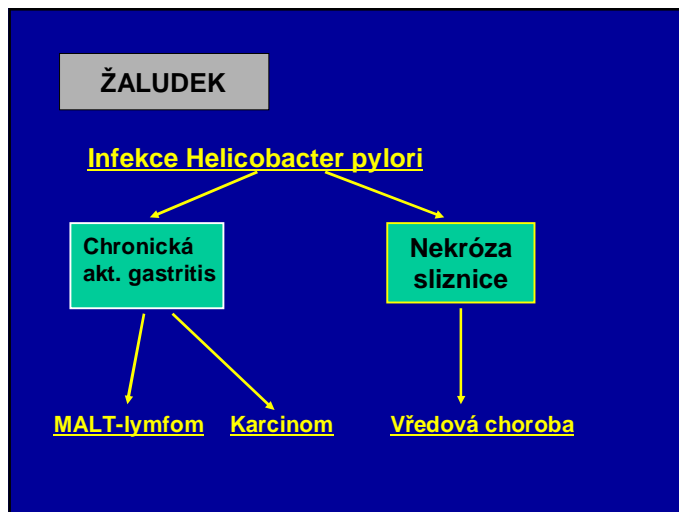 ŽALUDEK
Infekce Helicobacter pylori
Chronická
akt. gastritis
Nekróza
sliznice
MALT-lymfom
Karcinom
Vředová choroba